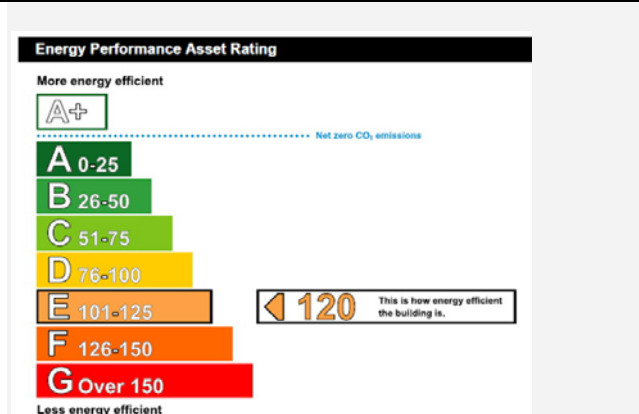 Energy Performance Asset Rating
More energy efficient
A+
Net zero CO₂ emissions
A 0-25
B 26-50
C 51-75
D 76-100
E 101-125
120 This is how energy efficient
the building is.
F 126-150
G Over 150
Less energy efficient